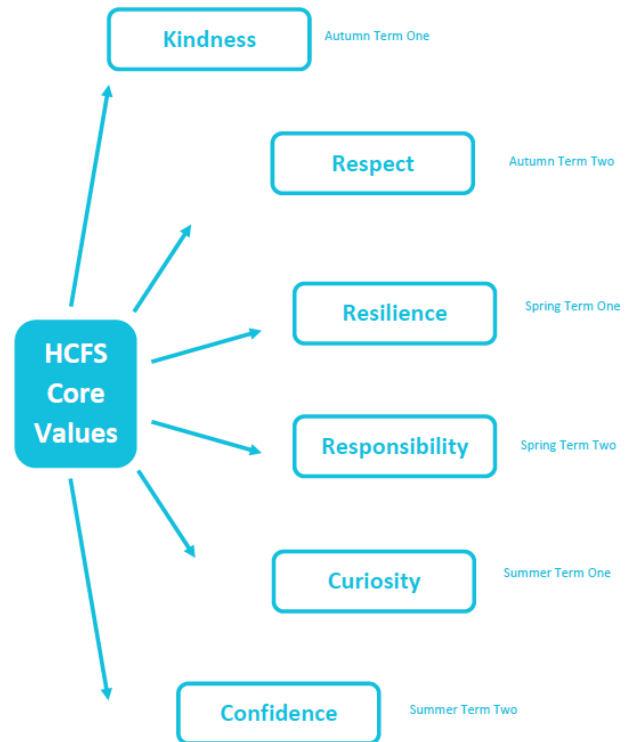 Kindness
Autumn Term One
Respect
Autumn Term Two
Resilience
Spring Term One
HCFS
Core
Values
Responsibility
Spring Term Two
Curiosity
Summer Term One
Confidence
Summer Term Two